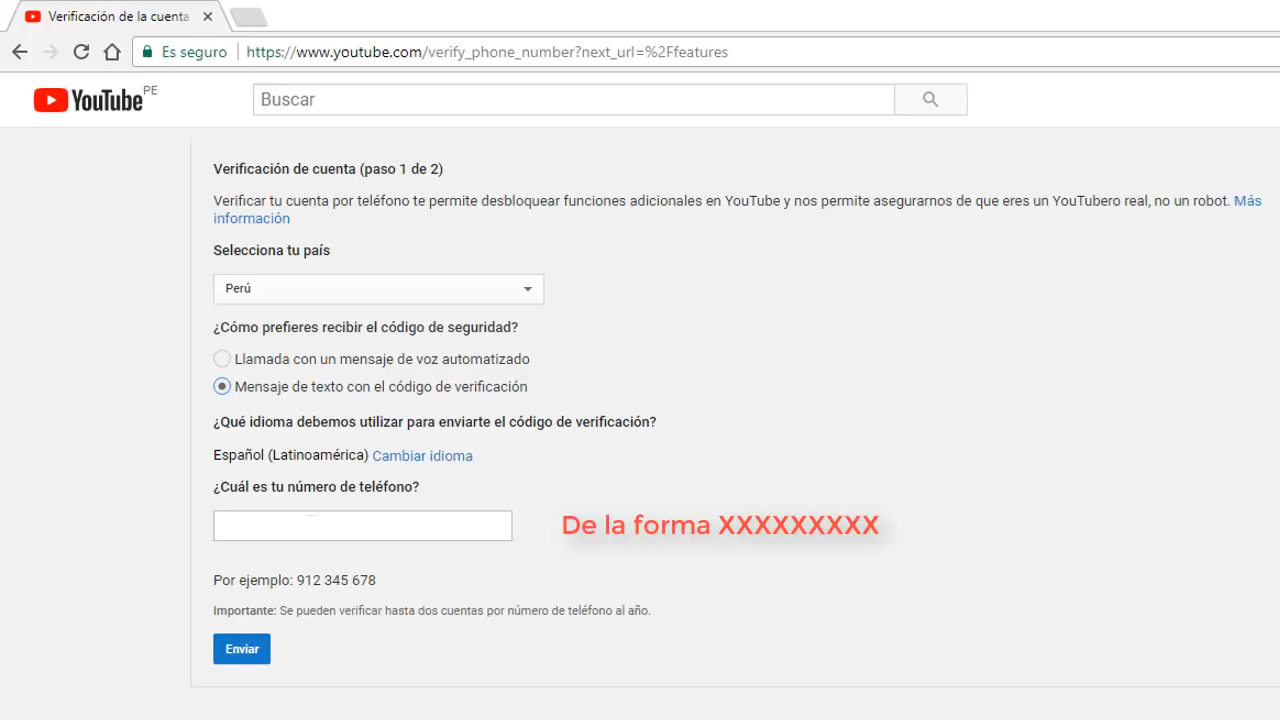 Verificación de la cuenta
Es seguro https://www.youtube.com/verify_phone_number?next_url=%2Ffeatures
YouTube PE
Buscar
Verificación de cuenta (paso 1 de 2)
Verificar tu cuenta por teléfono te permite desbloquear funciones adicionales en YouTube y nos permite asegurarnos de que eres un YouTubero real, no un robot. Más
información
Selecciona tu país
Perú
¿Cómo prefieres recibir el código de seguridad?
Llamada con un mensaje de voz automatizado
Mensaje de texto con el código de verificación
¿Qué idioma debemos utilizar para enviarte el código de verificación?
Español (Latinoamérica) Cambiar idioma
¿Cuál es tu número de teléfono?
De la forma XXXXXXXXX
Por ejemplo: 912 345 678
Importante: Se pueden verificar hasta dos cuentas por número de teléfono al año.
Enviar